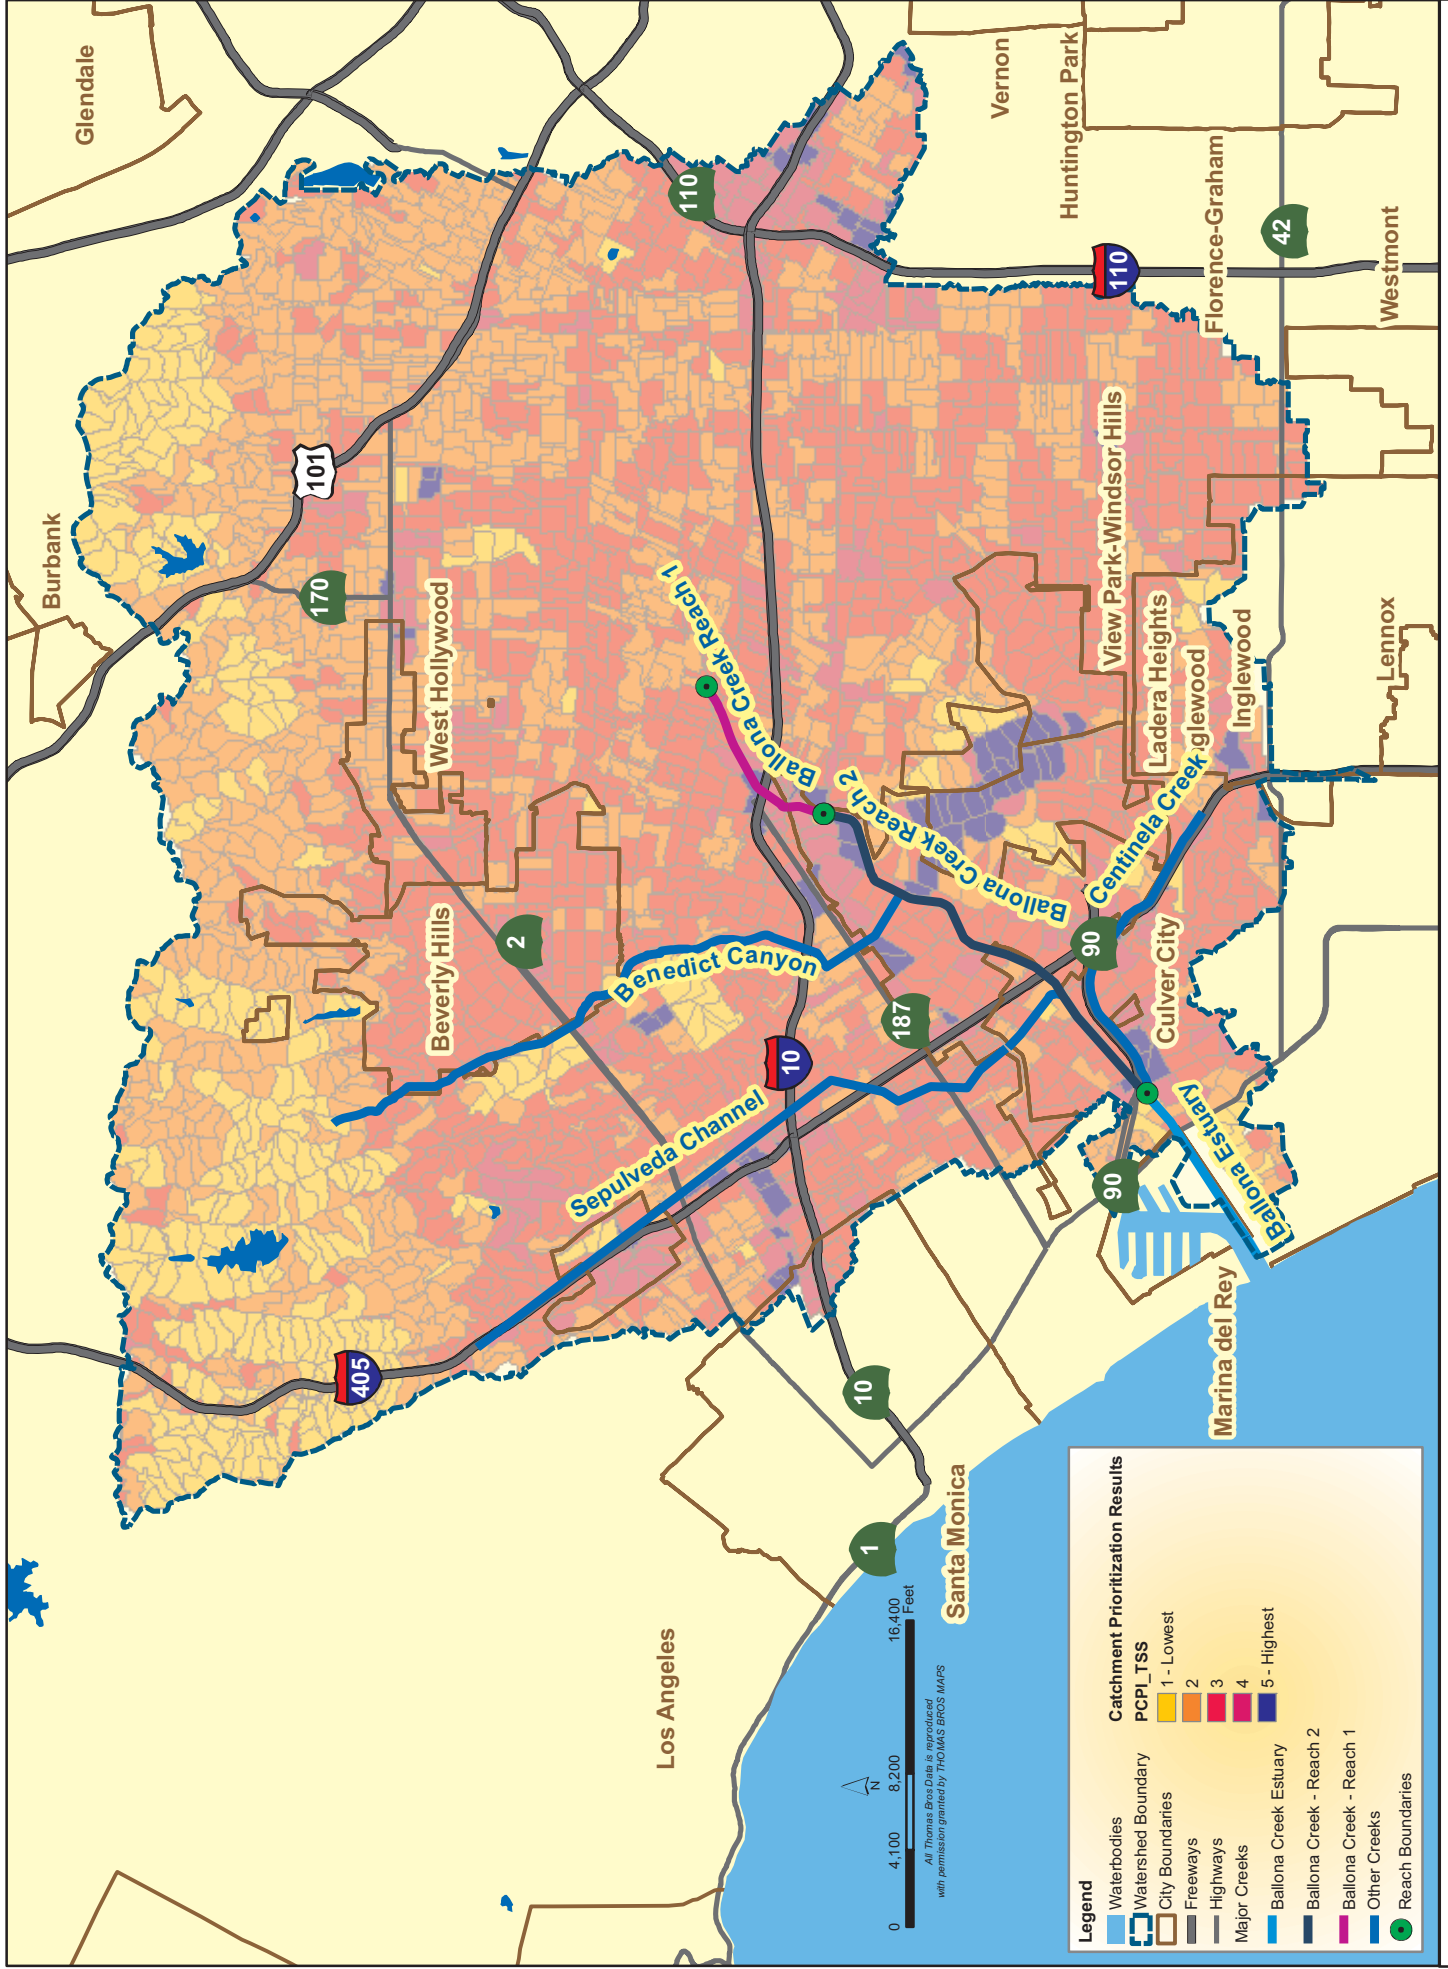 Glendale
Burbank
Vernon
Huntington Park
Florence-Graham
Westmont
Lennox
Inglewood
glewood
Ladera Heights
View Park-Windsor Hills
West Hollywood
Beverly Hills
Culver City
Marina del Rey
Santa Monica
Los Angeles
Ballona Creek Reach 1
Ballona Creek Reach 2
Centinela Creek
Benedict Canyon
Sepulveda Channel
Ballona Estuary
101
170
110
110
42
2
10
187
90
90
405
10
1
0 4,100 8,200 16,400
Feet
N
All Thomas Bros Data is reproduced
with permission granted by THOMAS BROS MAPS
Legend
Waterbodies
Watershed Boundary
City Boundaries
Freeways
Highways
Major Creeks
Ballona Creek Estuary
Ballona Creek - Reach 2
Ballona Creek - Reach 1
Other Creeks
Reach Boundaries
Catchment Prioritization Results
PCPI_TSS
1 - Lowest
2
3
4
5 - Highest